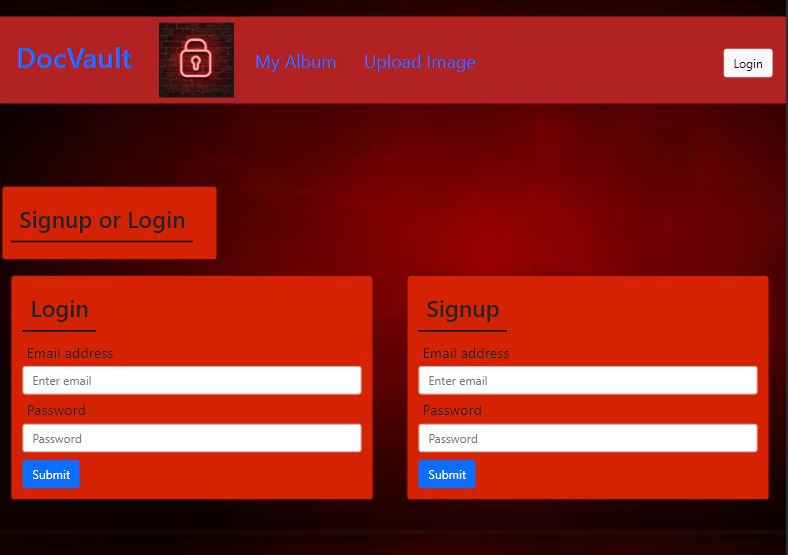 DocVault My Album Upload Image Login
Signup or Login
Login
Email address
Enter email
Password
Password
Submit
Signup
Email address
Enter email
Password
Password
Submit